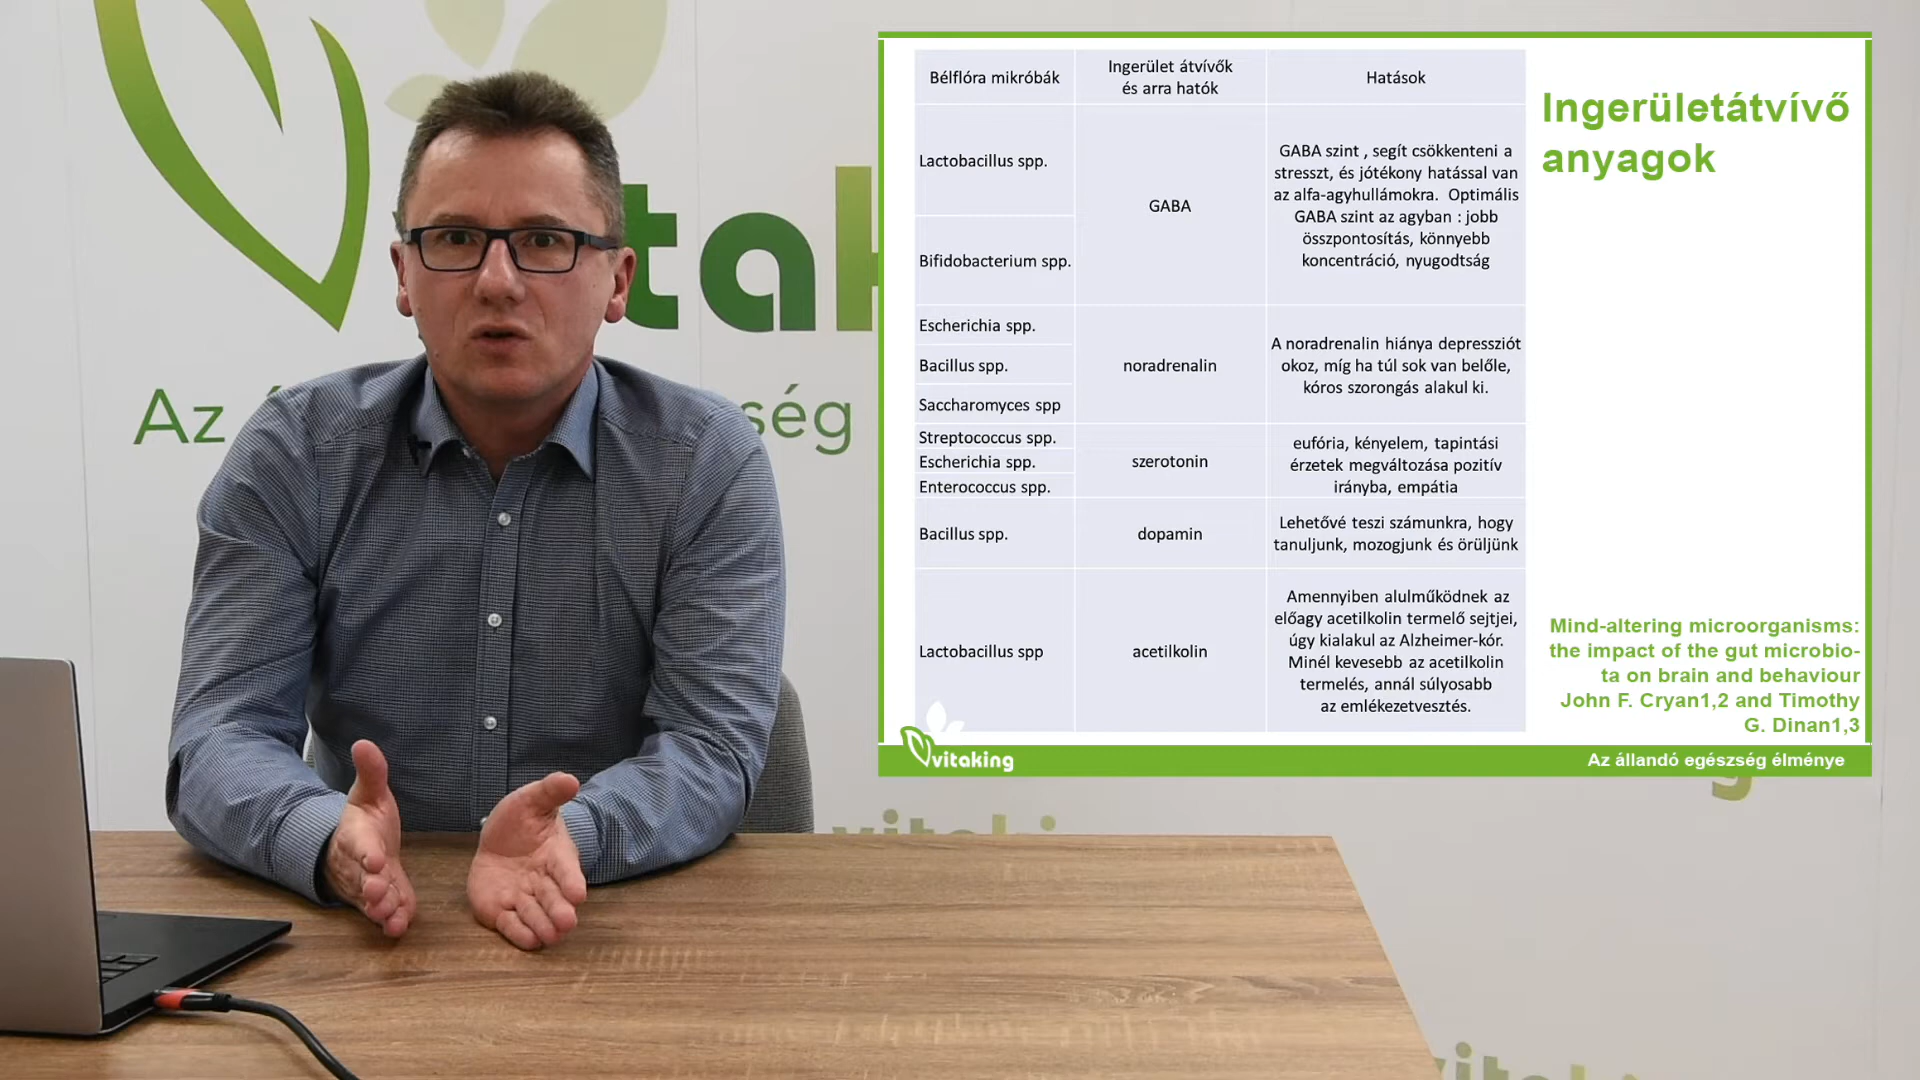 ta
Az
ség
Bélflóra mikróbák
Ingerület átvívők
és arra hatók
Hatások
Lactobacillus spp.
Bifidobacterium spp.
GABA
GABA szint , segít csökkenteni a
stresszt, és jótékony hatással van
az alfa-agyhullámokra. Optimális
GABA szint az agyban : jobb
összpontosítás, könnyebb
koncentráció, nyugodtság
Escherichia spp.
Bacillus spp.
Saccharomyces spp
noradrenalin
A noradrenalin hiánya depressziót
okoz, míg ha túl sok van belőle,
kóros szorongás alakul ki.
Streptococcus spp.
Escherichia spp.
Enterococcus spp.
szerotonin
eufória, kényelem, tapintási
érzetek megváltozása pozitív
irányba, empátia
Bacillus spp.
dopamin
Lehetővé teszi számunkra, hogy
tanuljunk, mozogjunk és örüljünk
Lactobacillus spp
acetilkolin
Amennyiben alulműködnek az
előagy acetilkolin termelő sejtjei,
úgy kialakul az Alzheimer-kór.
Minél kevesebb az acetilkolin
termelés, annál súlyosabb
az emlékezetvesztés.
Ingerületátvívő
anyagok
Mind-altering microorganisms:
the impact of the gut microbio-
ta on brain and behaviour
John F. Cryan1,2 and Timothy
G. Dinan1,3
vitaking
Az állandó egészség élménye